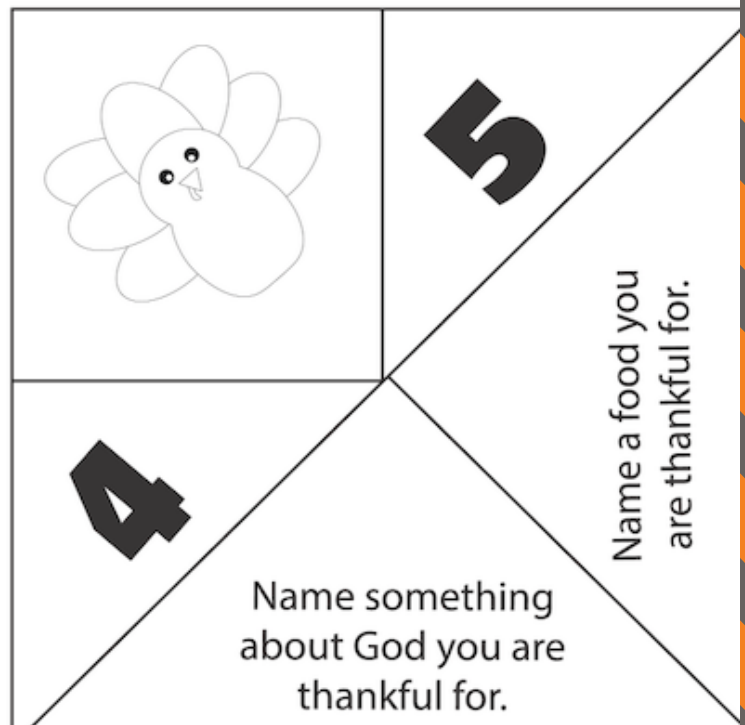 5
Name a food you
are thankful for.
4
Name something
about God you are
thankful for.